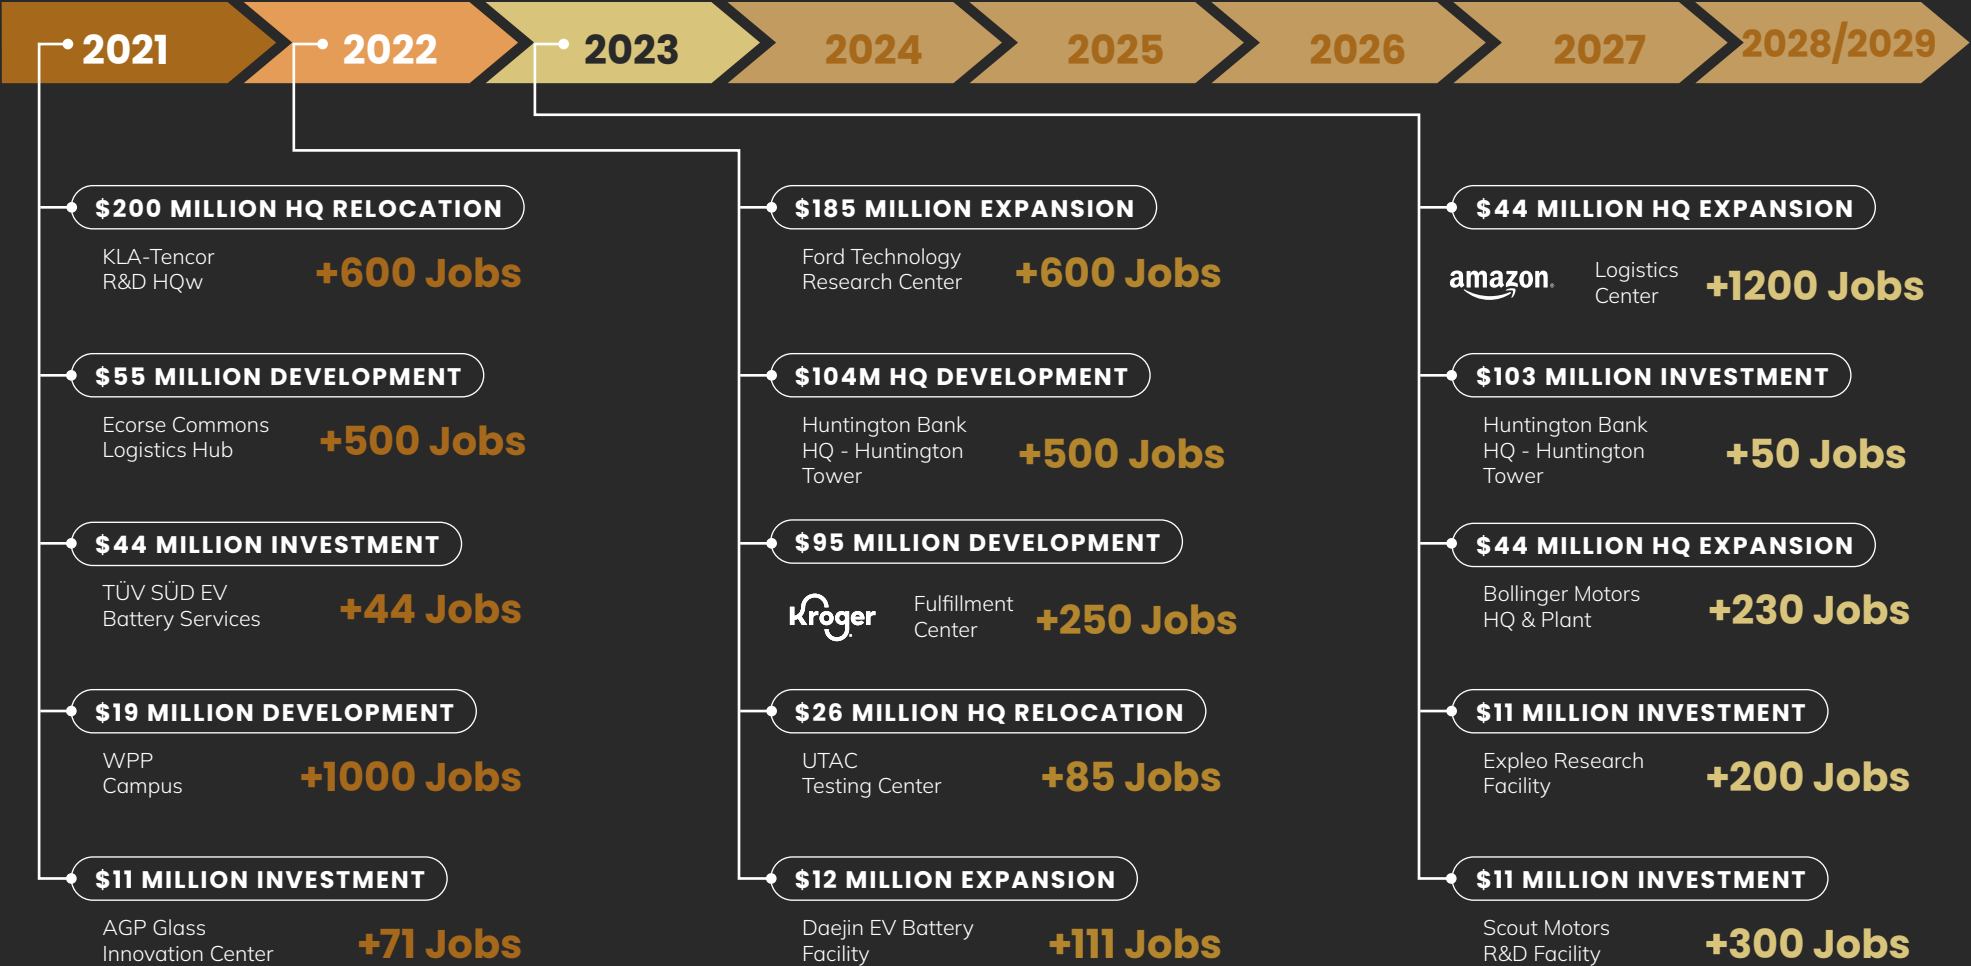 2021
2022
2023
2024
2025
2026
2027
2028/2029
$200 MILLION HQ RELOCATION
KLA-Tencor
R&D HQw
+600 Jobs
$55 MILLION DEVELOPMENT
Ecorse Commons
Logistics Hub
+500 Jobs
$44 MILLION INVESTMENT
TÜV SÜD EV
Battery Services
+44 Jobs
$19 MILLION DEVELOPMENT
WPP
Campus
+1000 Jobs
$11 MILLION INVESTMENT
AGP Glass
Innovation Center
+71 Jobs
$185 MILLION EXPANSION
Ford Technology
Research Center
+600 Jobs
$104M HQ DEVELOPMENT
Huntington Bank
HQ - Huntington
Tower
+500 Jobs
$95 MILLION DEVELOPMENT
Kroger
Fulfillment
Center
+250 Jobs
$26 MILLION HQ RELOCATION
UTAC
Testing Center
+85 Jobs
$12 MILLION EXPANSION
Daejin EV Battery
Facility
+111 Jobs
$44 MILLION HQ EXPANSION
amazon
Logistics
Center
+1200 Jobs
$103 MILLION INVESTMENT
Huntington Bank
HQ - Huntington
Tower
+50 Jobs
$44 MILLION HQ EXPANSION
Bollinger Motors
HQ & Plant
+230 Jobs
$11 MILLION INVESTMENT
Expleo Research
Facility
+200 Jobs
$11 MILLION INVESTMENT
Scout Motors
R&D Facility
+300 Jobs